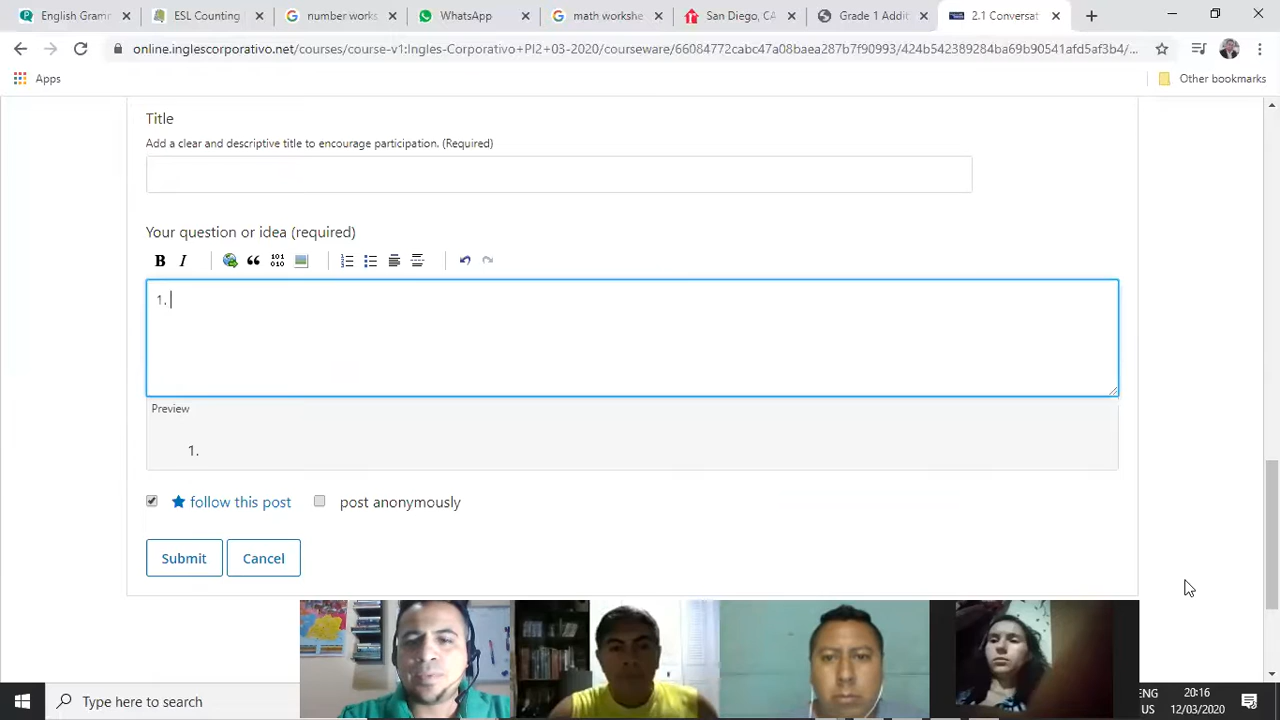 English Gramm
ESL Counting
number works
WhatsApp
math workshe
San Diego, CA
Grade 1 Addit
2.1 Conversat
online.inglescorporativo.net/courses/course-v1:Ingles-Corporativo+PI2+03-2020/courseware/66084772cabc47a08baea287b7f90993/424b542389284ba69b90541afd5af3b4/...
Apps
Other bookmarks
Title
Add a clear and descriptive title to encourage participation. (Required)
Your question or idea (required)
B I
1.
Preview
1.
follow this post
post anonymously
Submit
Cancel
ENG
20:16
US
12/03/2020
Type here to search